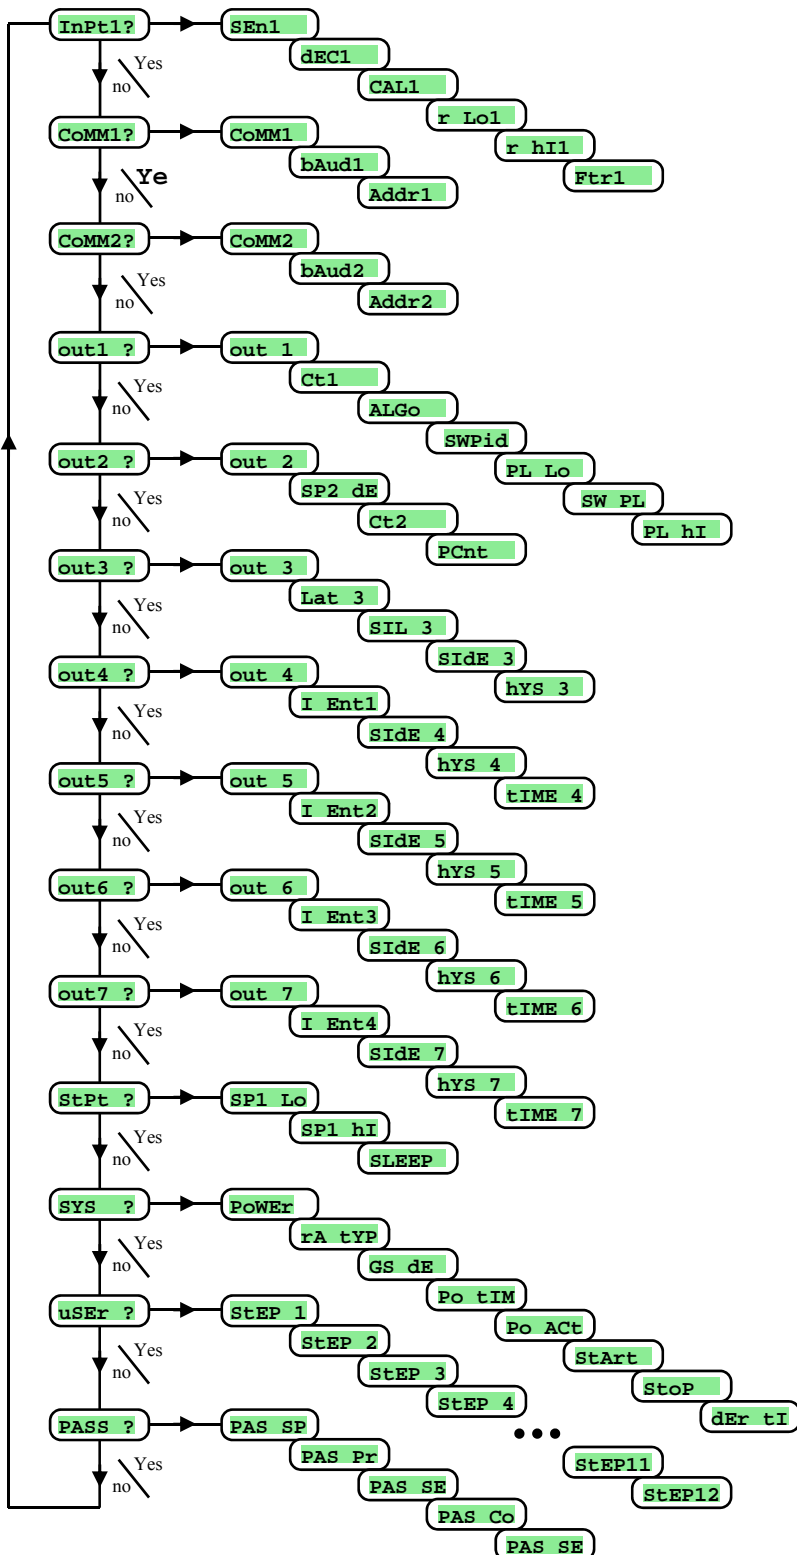 InPt1? SEn1
dEC1
Yes
no
CAL1
r Lo1
CoMM1? CoMM1
r hI1
bAud1
Ftr1
Ye
no
Addr1
CoMM2? CoMM2
bAud2
Yes
no
Addr2
out1 ? out 1
Ct1
Yes
no
ALGo
SWPid
out2 ? out 2
PL Lo
SP2 dE
SW PL
Yes
no
Ct2
PL hI
PCnt
out3 ? out 3
Lat 3
Yes
no
SIL 3
SIdE 3
out4 ? out 4
hYS 3
I Ent1
Yes
no
SIdE 4
hYS 4
out5 ? out 5
tIME 4
I Ent2
Yes
no
SIdE 5
hYS 5
out6 ? out 6
tIME 5
I Ent3
Yes
no
SIdE 6
hYS 6
out7 ? out 7
tIME 6
I Ent4
Yes
no
SIdE 7
hYS 7
StPt ? SP1 Lo
tIME 7
SP1 hI
Yes
no
SLEEP
SYS ? PoWEr
rA tYP
Yes
no
GS dE
Po tIM
uSEr ? StEP 1
Po ACt
StEP 2
StArt
Yes
no
StEP 3
StoP
StEP 4
dEr tI
PASS ? PAS SP
•••
PAS Pr
StEP11
Yes
no
PAS SE
StEP12
PAS Co
PAS SE